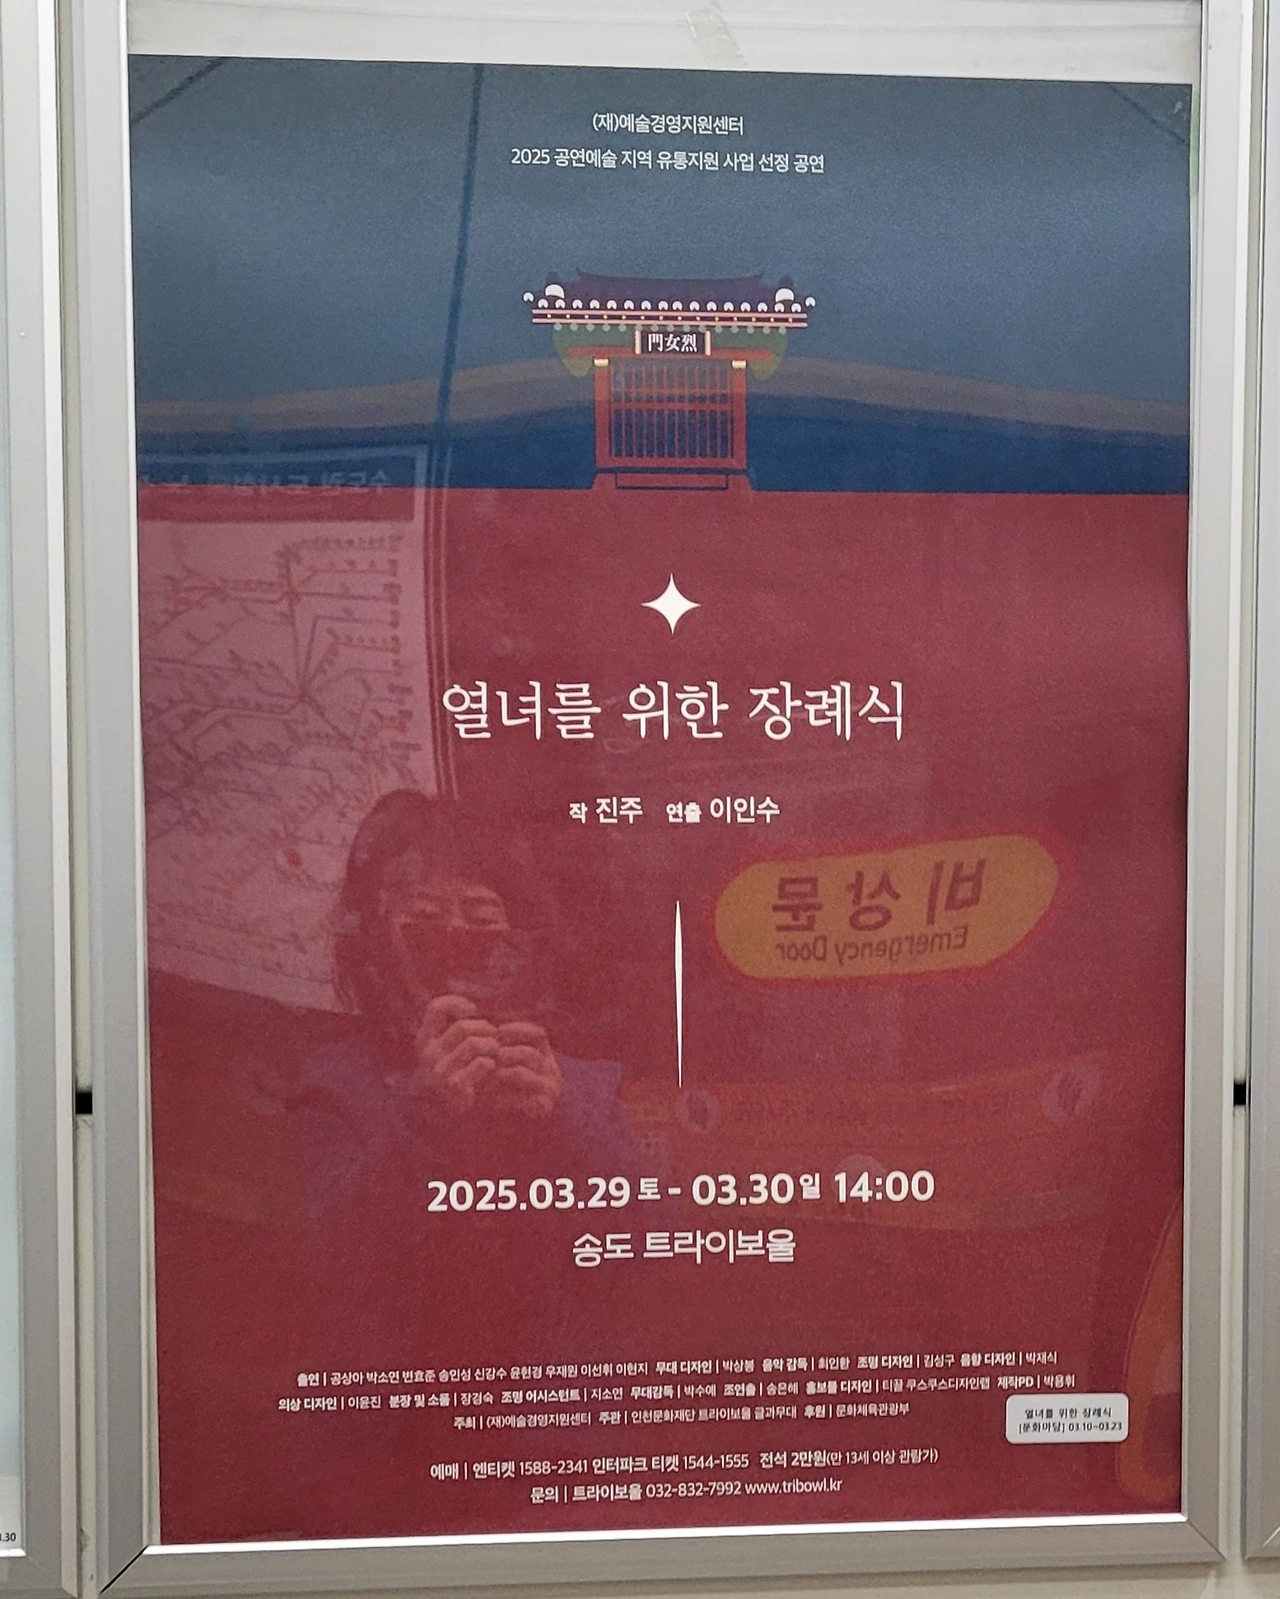 (재)예술경영지원센터
2025 공연예술 지역 유통지원 사업 선정 공연
門女烈
열녀를 위한 장례식
작 진주 연출 이인수
비상문
Emergency Door
2025.03.29 토 - 03.30 일 14:00
송도 트라이보울
출연 | 공상아 박소연 변효준 송인성 신강수 윤현경 우제원 이선휘 이현지 무대 디자인 | 박상봉 음악 감독 | 최인환 조명 디자인 | 김성구 음향 디자인 | 박재식
의상 디자인 | 이윤진 분장 및 소품 | 장경숙 조명 어시스턴트 | 지소연 무대감독 | 박수예 조연출 | 송은혜 홍보물 디자인 | 티끌 쿠스쿠스디자인랩 제작PD | 박용휘
주최 | (재)예술경영지원센터 주관 | 인천문화재단 트라이보울 글과무대 후원 | 문화체육관광부
열녀를 위한 장례식
[문화마당] 03.10~03.23
예매 | 엔티켓 1588-2341 인터파크 티켓 1544-1555 전석 2만원(만 13세 이상 관람가)
문의 | 트라이보울 032-832-7992 www.tribowl.kr
.30